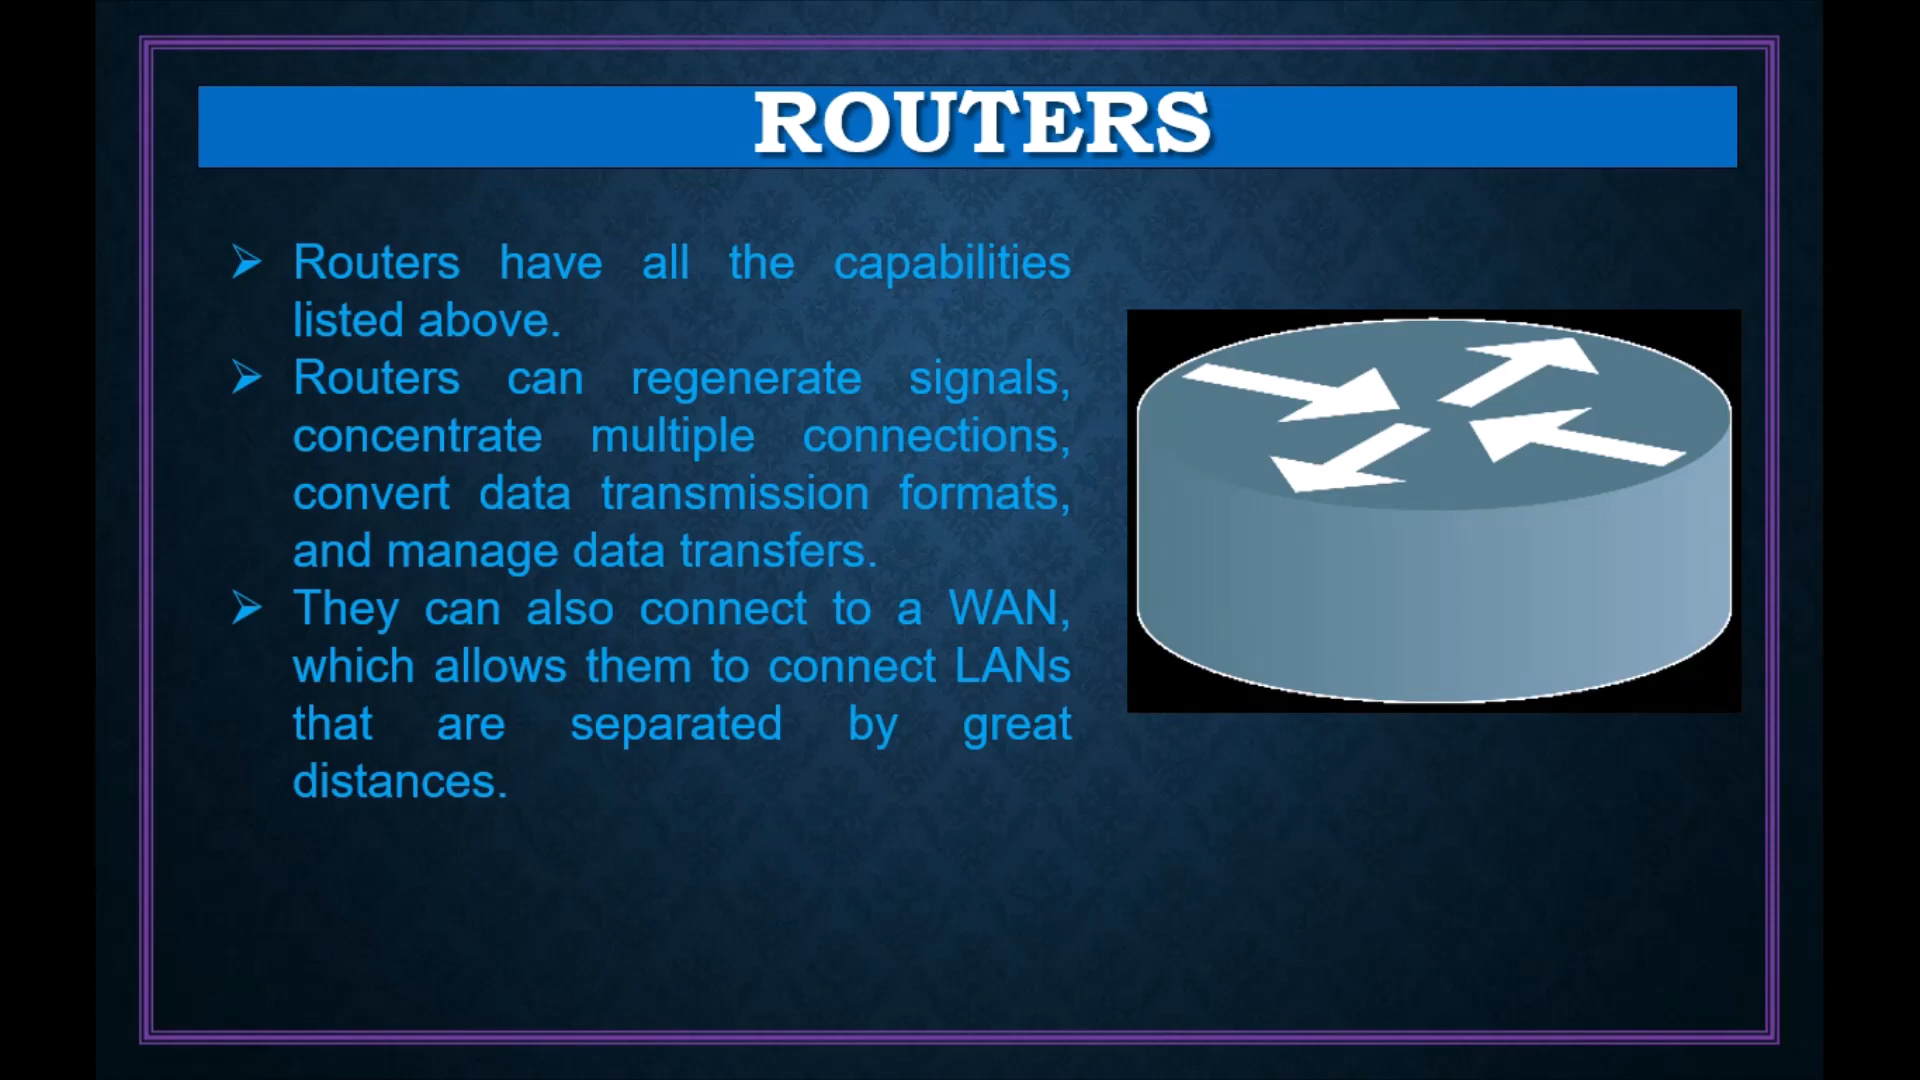 ROUTERS
Routers have all the capabilities
listed above.
Routers can regenerate signals,
concentrate multiple connections,
convert data transmission formats,
and manage data transfers.
They can also connect to a WAN,
which allows them to connect LANs
that are separated by great
distances.